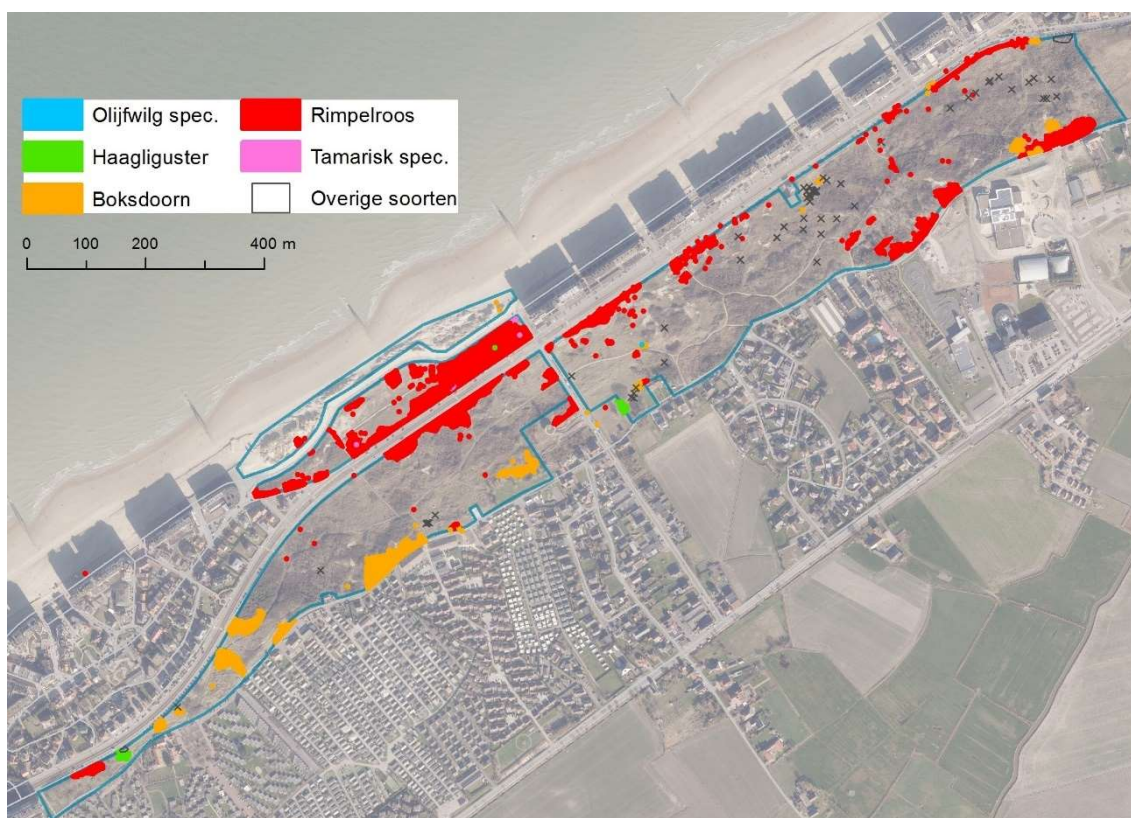 Olijfwilg spec.
Rimpelroos
Haagliguster
Tamarisk spec.
Boksdoorn
Overige soorten
0 100 200 400 m